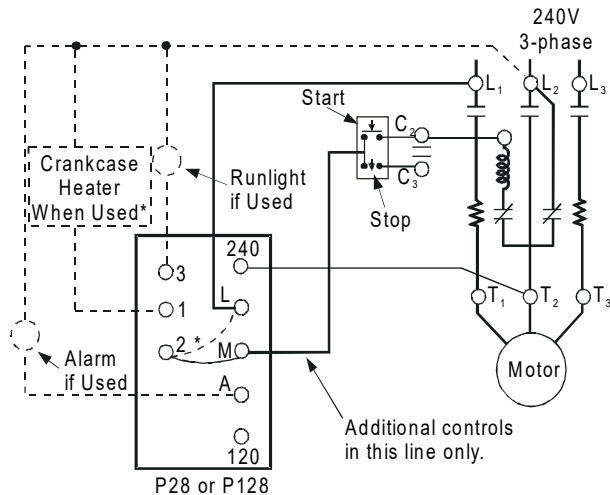 240V
3-phase
L1
L2
L3
Start
C2
C3
Stop
Crankcase
Heater
When Used*
Runlight
if Used
240
3
L
1
*
2
M
A
120
T1
T2
T3
Alarm
if Used
Motor
Additional controls
in this line only.
P28 or P128